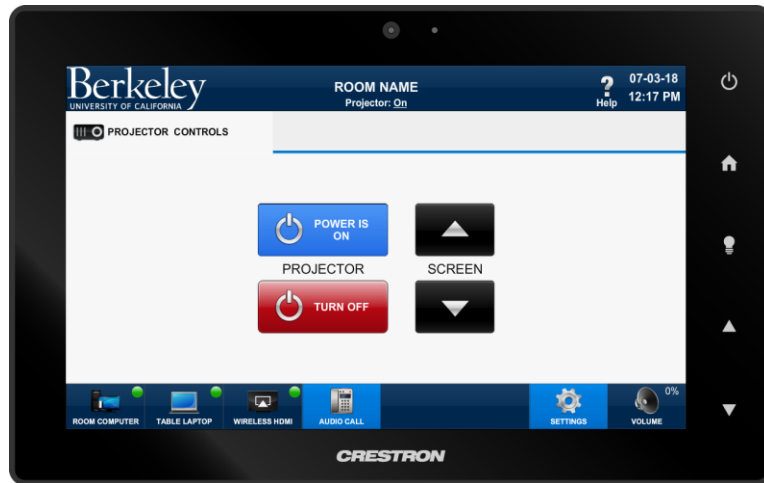 Berkeley
UNIVERSITY OF CALIFORNIA
ROOM NAME
Projector: On
?
Help
07-03-18
12:17 PM
PROJECTOR CONTROLS
POWER IS
ON
PROJECTOR
SCREEN
TURN OFF
ROOM COMPUTER
TABLE LAPTOP
WIRELESS HDMI
AUDIO CALL
SETTINGS
0%
VOLUME
CRESTRON